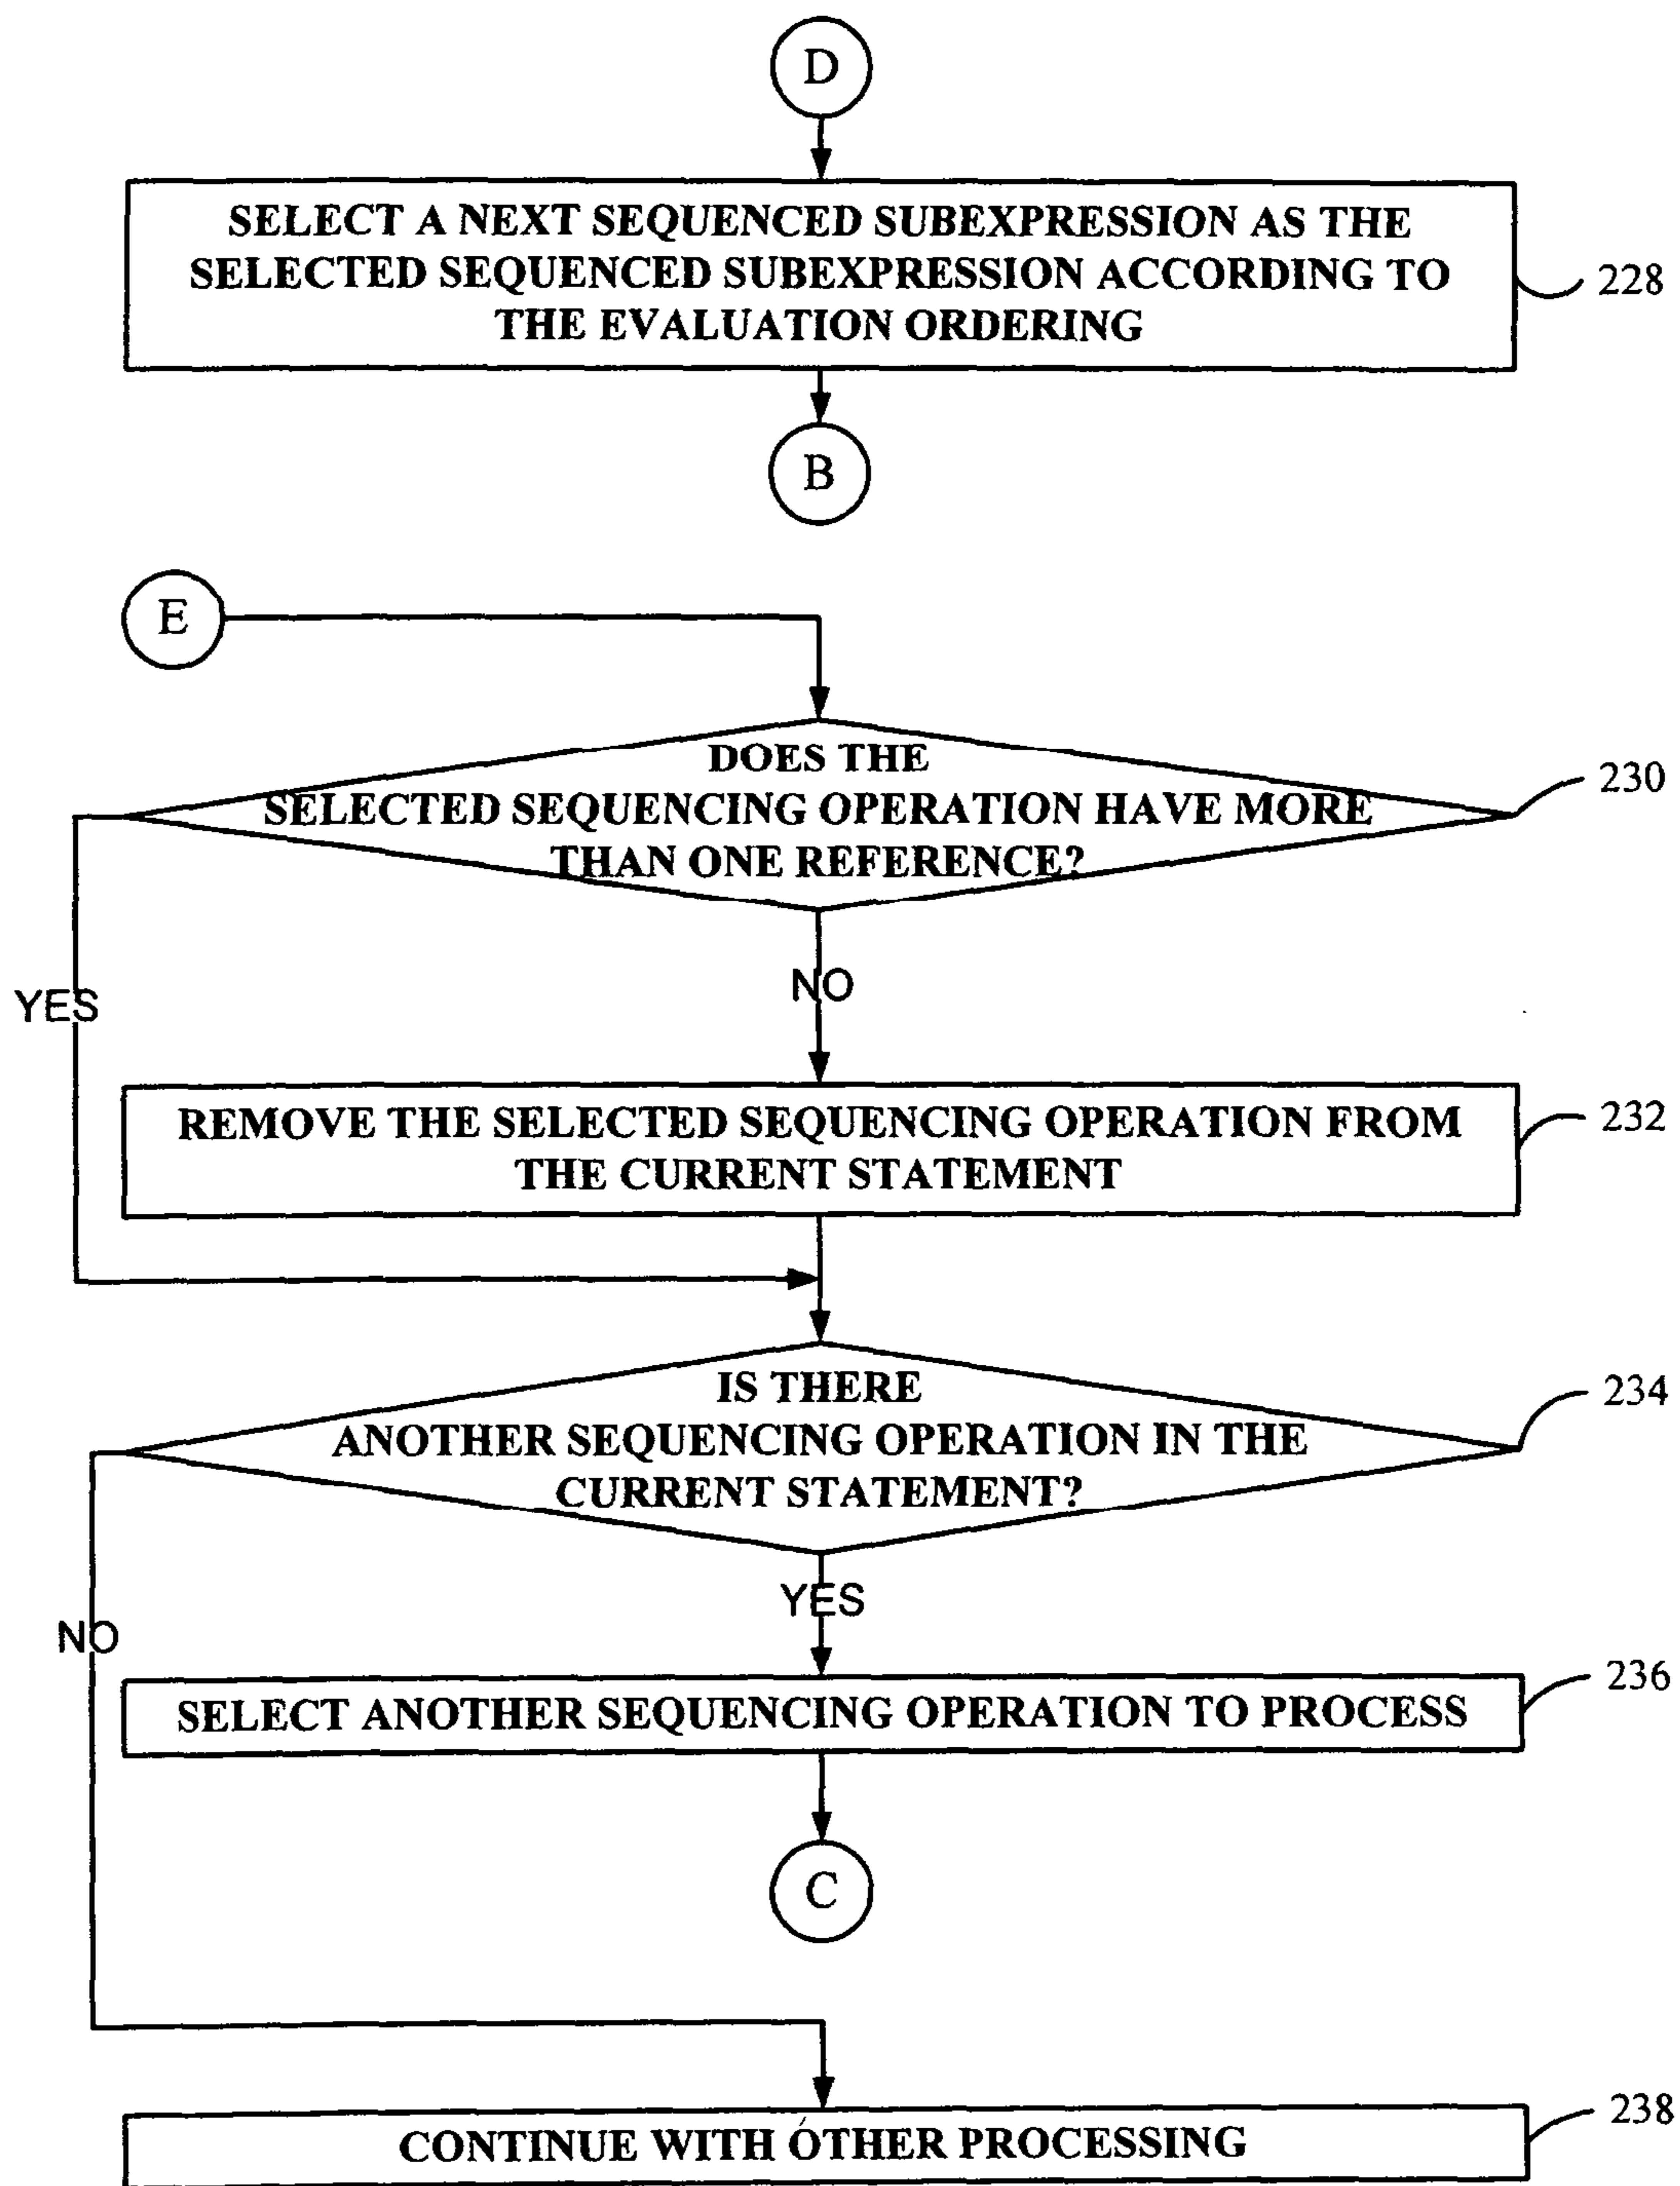 D
SELECT A NEXT SEQUENCED SUBEXPRESSION AS THE
SELECTED SEQUENCED SUBEXPRESSION ACCORDING TO
THE EVALUATION ORDERING
228
B
E
DOES THE
SELECTED SEQUENCING OPERATION HAVE MORE
THAN ONE REFERENCE?
230
YES
NO
REMOVE THE SELECTED SEQUENCING OPERATION FROM
THE CURRENT STATEMENT
232
IS THERE
ANOTHER SEQUENCING OPERATION IN THE
CURRENT STATEMENT?
234
YES
NO
SELECT ANOTHER SEQUENCING OPERATION TO PROCESS
236
C
CONTINUE WITH OTHER PROCESSING
238